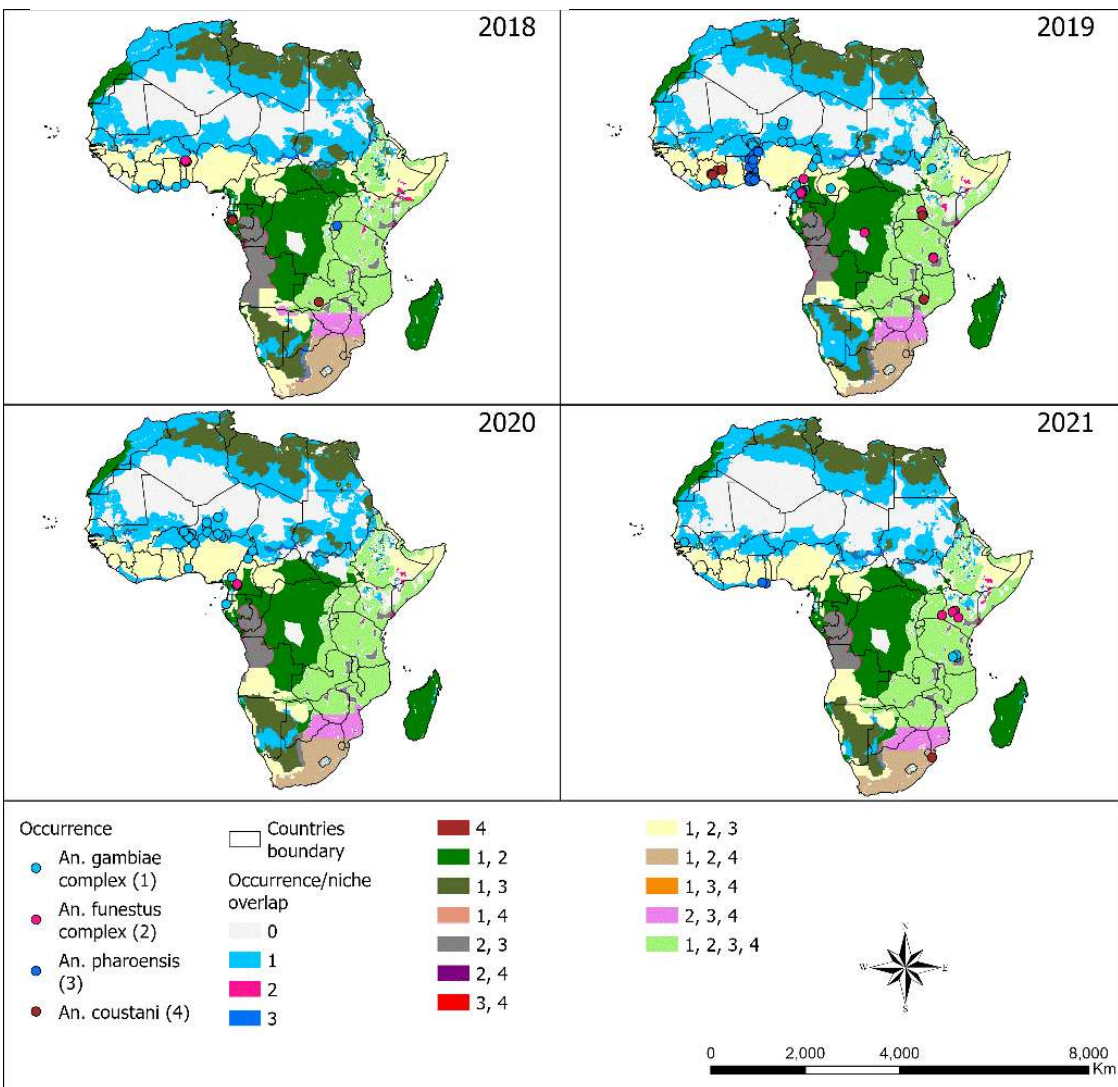 2018
2019
2020
2021
Occurrence
An. gambiae
complex (1)
An. funestus
complex (2)
An. pharoensis
(3)
An. coustani (4)
Countries
boundary
Occurrence/niche
overlap
0
1
2
3
4
1, 2
1, 3
1, 4
2, 3
2, 4
3, 4
1, 2, 3
1, 2, 4
1, 3, 4
2, 3, 4
1, 2, 3, 4
N
W
E
S
0
2,000
4,000
8,000
Km